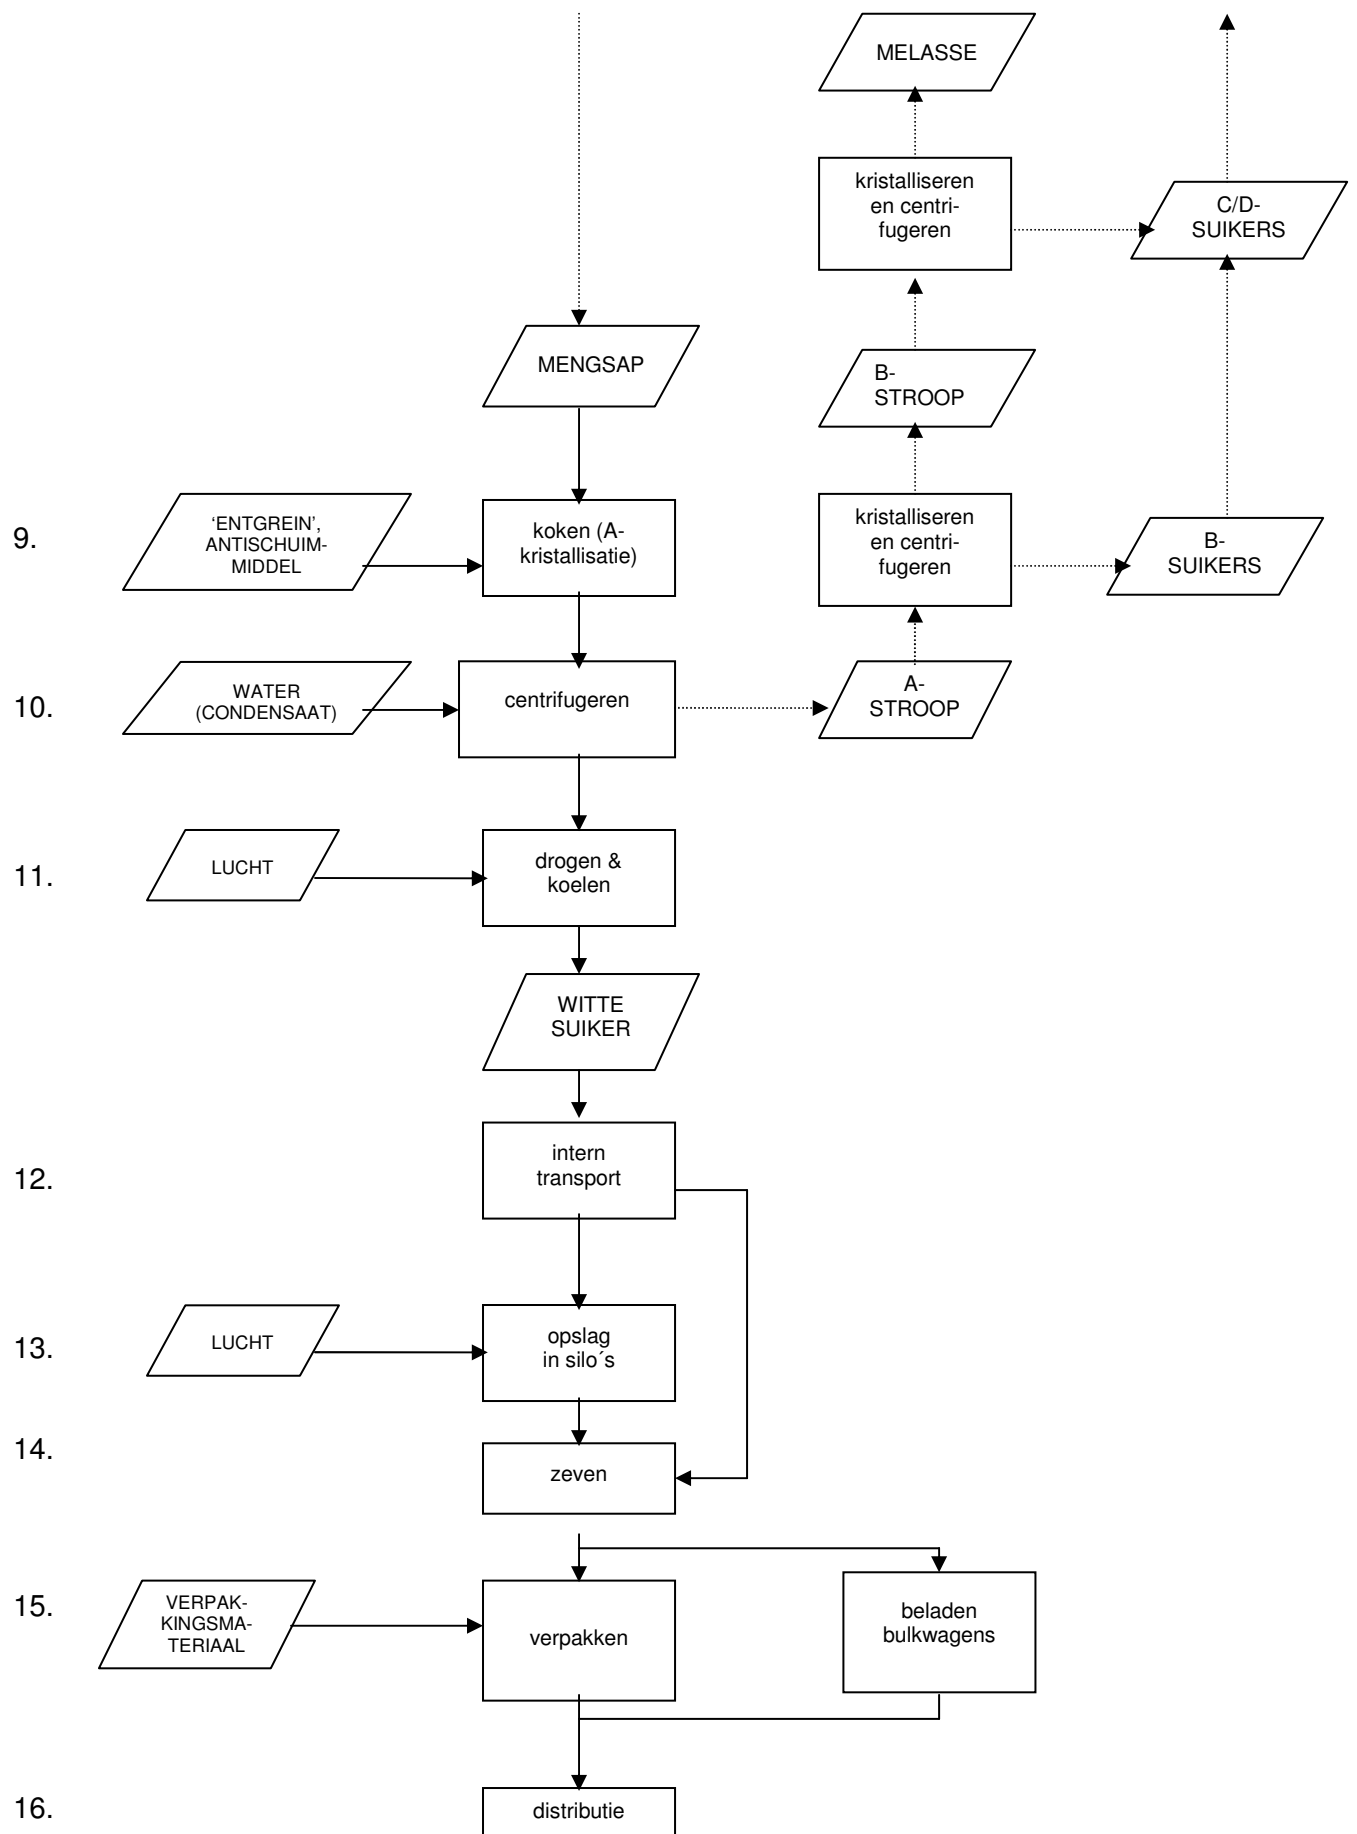 MELASSE
kristalliseren
en centri-
fugeren
C/D-
SUIKERS
MENGSAP
B-
STROOP
9.
‘ENTGREIN’,
ANTISCHUIM-
MIDDEL
koken (A-
kristallisatie)
kristalliseren
en centri-
fugeren
B-
SUIKERS
10.
WATER
(CONDENSAAT)
centrifugeren
A-
STROOP
11.
LUCHT
drogen &
koelen
WITTE
SUIKER
12.
intern
transport
13.
LUCHT
opslag
in silo´s
14.
zeven
15.
VERPAK-
KINGSMA-
TERIAAL
verpakken
beladen
bulkwagens
16.
distributie